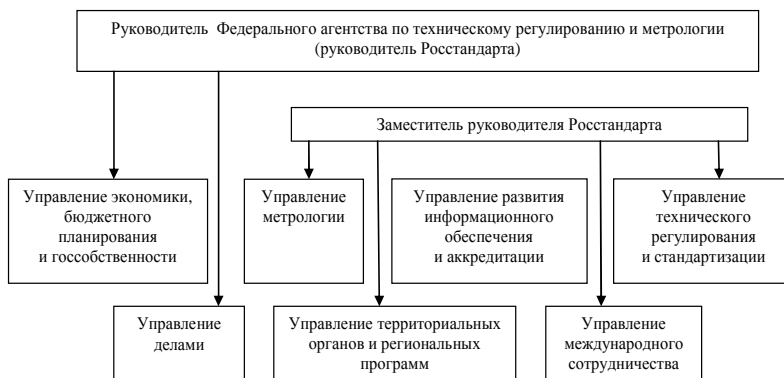 Руководитель Федерального агентства по техническому регулированию и метрологии
(руководитель Росстандарта)
Заместитель руководителя Росстандарта
Управление экономики,
бюджетного
планирования
и госсобственности
Управление
метрологии
Управление развития
информационного
обеспечения
и аккредитации
Управление
технического
регулирования
и стандартизации
Управление
делами
Управление территориальных
органов и региональных
программ
Управление
международного
сотрудничества